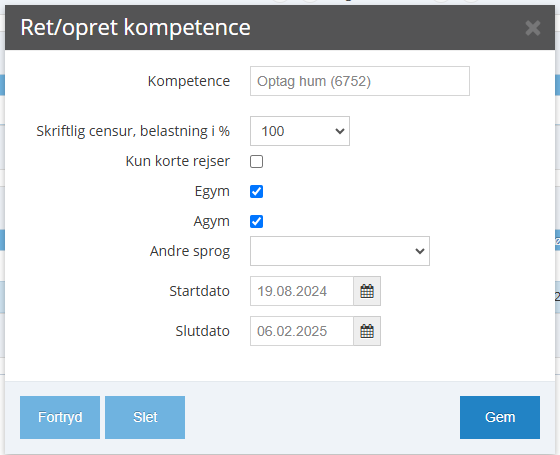 Ret/opret kompetence
Kompetence Optag hum (6752)
Skriftlig censur, belastning i % 100
Kun korte rejser
Egym
Agym
Andre sprog
Startdato 19.08.2024
Slutdato 06.02.2025
Fortryd Slet Gem